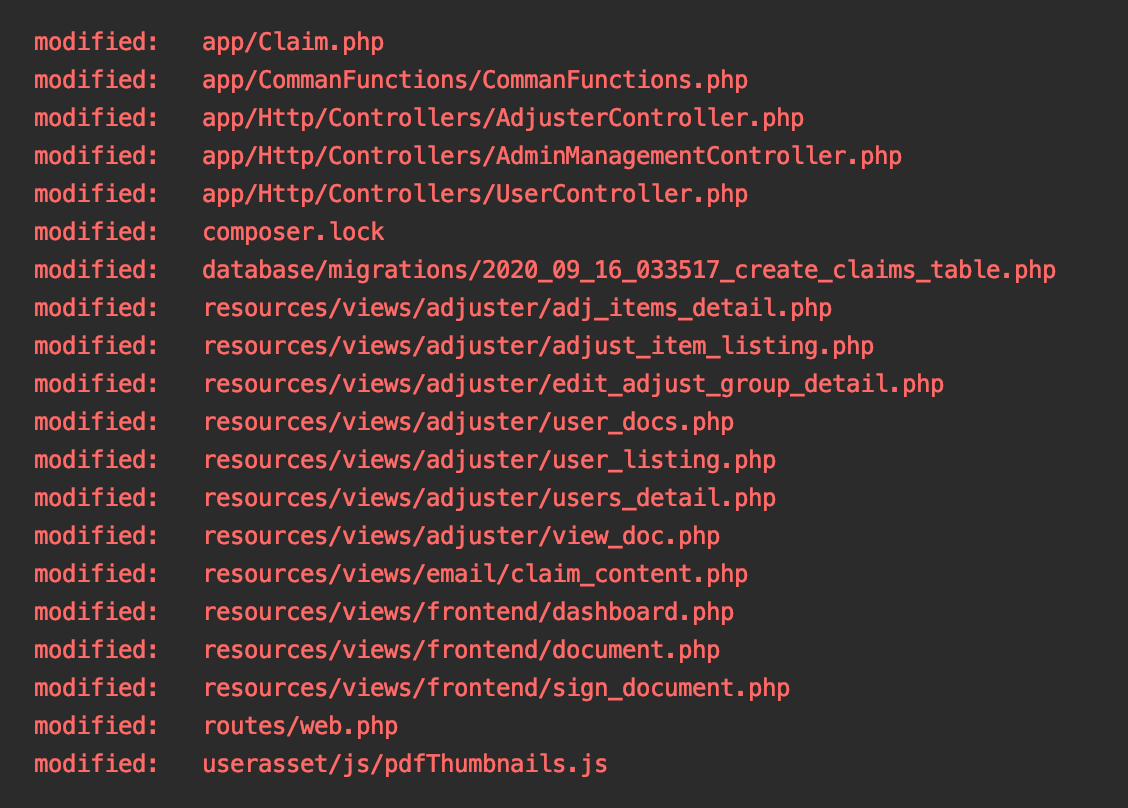 modified:   app/Claim.php
modified:   app/CommanFunctions/CommanFunctions.php
modified:   app/Http/Controllers/AdjusterController.php
modified:   app/Http/Controllers/AdminManagementController.php
modified:   app/Http/Controllers/UserController.php
modified:   composer.lock
modified:   database/migrations/2020_09_16_033517_create_claims_table.php
modified:   resources/views/adjuster/adj_items_detail.php
modified:   resources/views/adjuster/adjust_item_listing.php
modified:   resources/views/adjuster/edit_adjust_group_detail.php
modified:   resources/views/adjuster/user_docs.php
modified:   resources/views/adjuster/user_listing.php
modified:   resources/views/adjuster/users_detail.php
modified:   resources/views/adjuster/view_doc.php
modified:   resources/views/email/claim_content.php
modified:   resources/views/frontend/dashboard.php
modified:   resources/views/frontend/document.php
modified:   resources/views/frontend/sign_document.php
modified:   routes/web.php
modified:   userasset/js/pdfThumbnails.js